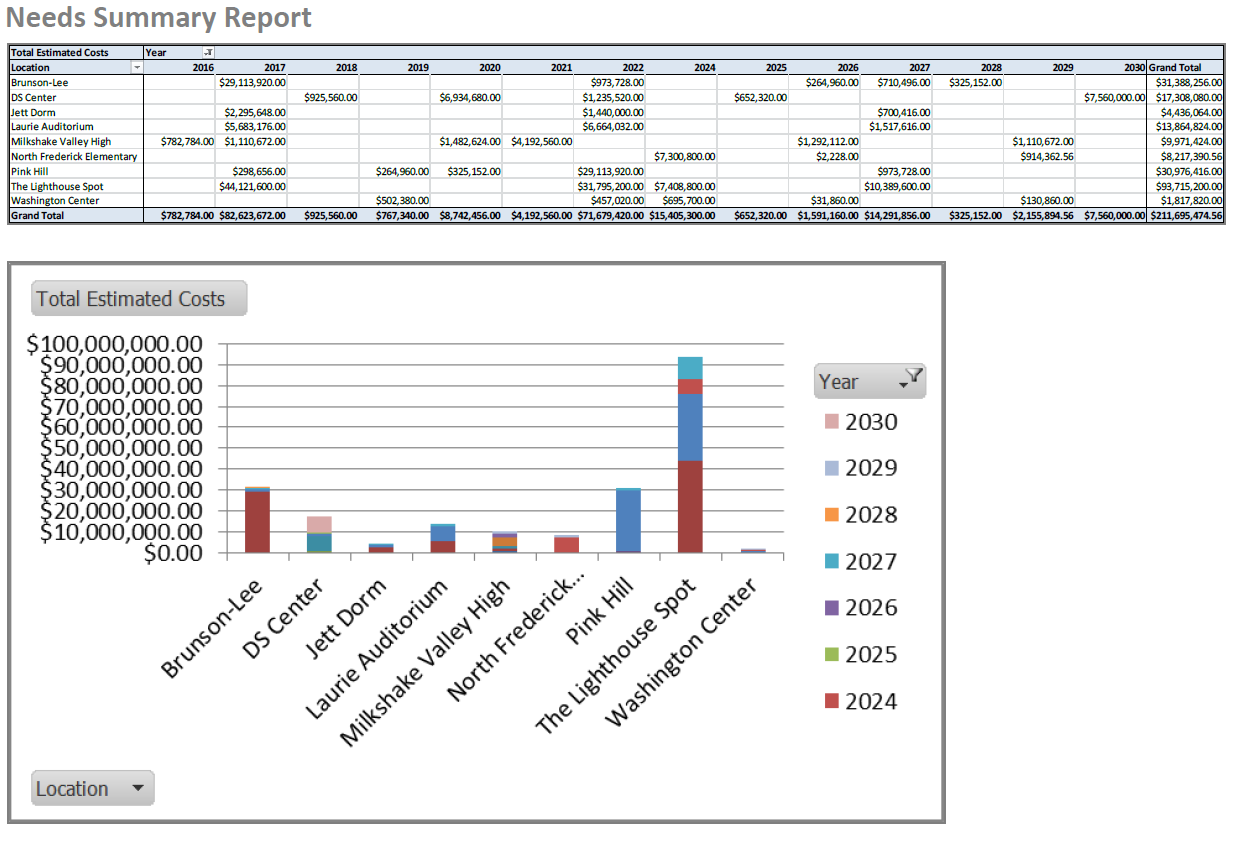 Needs Summary Report
Total Estimated Costs Year
Location 2016 2017 2018 2019 2020 2021 2022 2024 2025 2026 2027 2028 2029 2030 Grand Total
Brunson-Lee $29,113,920.00 $973,728.00 $264,960.00 $710,496.00 $325,152.00 $31,388,256.00
DS Center $925,560.00 $6,934,680.00 $1,235,520.00 $652,320.00 $7,560,000.00 $17,308,080.00
Jett Dorm $2,295,648.00 $1,440,000.00 $700,416.00 $4,436,064.00
Laurie Auditorium $5,683,176.00 $6,664,032.00 $1,517,616.00 $13,864,824.00
Milkshake Valley High $782,784.00 $1,110,672.00 $1,482,624.00 $4,192,560.00 $1,292,112.00 $1,110,672.00 $9,971,424.00
North Frederick Elementary $7,300,800.00 $2,228.00 $914,362.56 $8,217,390.56
Pink Hill $298,656.00 $264,960.00 $325,152.00 $29,113,920.00 $973,728.00 $30,976,416.00
The Lighthouse Spot $44,121,600.00 $31,795,200.00 $7,408,800.00 $10,389,600.00 $93,715,200.00
Washington Center $502,380.00 $457,020.00 $695,700.00 $31,860.00 $130,860.00 $1,817,820.00
Grand Total $782,784.00 $82,623,672.00 $925,560.00 $767,340.00 $8,742,456.00 $4,192,560.00 $71,679,420.00 $15,405,300.00 $652,320.00 $1,591,160.00 $14,291,856.00 $325,152.00 $2,155,894.56 $7,560,000.00 $211,695,474.56
Total Estimated Costs
$100,000,000.00
$90,000,000.00
$80,000,000.00
$70,000,000.00
$60,000,000.00
$50,000,000.00
$40,000,000.00
$30,000,000.00
$20,000,000.00
$10,000,000.00
$0.00
Brunson-Lee
DS Center
Jett Dorm
Laurie Auditorium
Milkshake Valley High
North Frederick...
Pink Hill
The Lighthouse Spot
Washington Center
Year
2030
2029
2028
2027
2026
2025
2024
Location